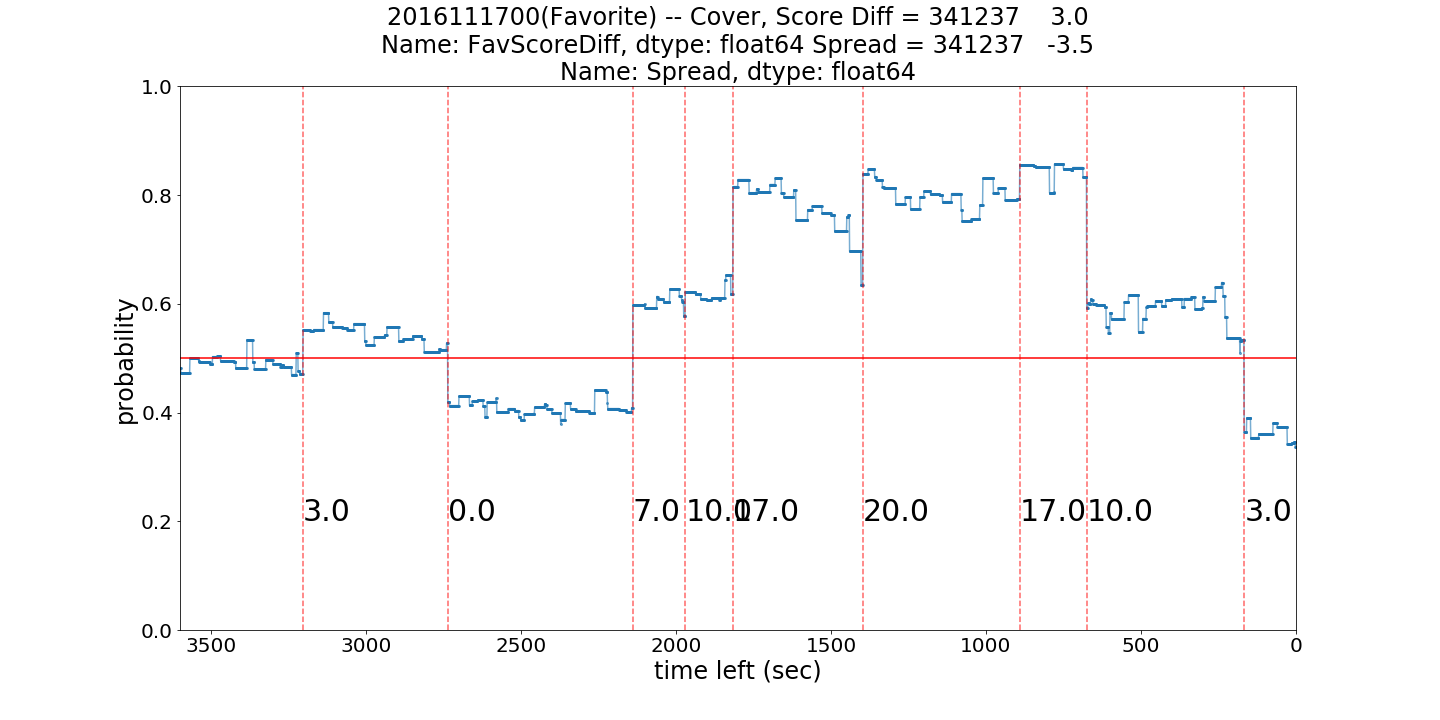 2016111700(Favorite) -- Cover, Score Diff = 341237    3.0
Name: FavScoreDiff, dtype: float64 Spread = 341237   -3.5
Name: Spread, dtype: float64
1.0
0.8
0.6
0.4
0.2
0.0
probability
3.0
0.0
7.0
10.0
17.0
20.0
17.0
10.0
3.0
3500 3000 2500 2000 1500 1000 500 0
time left (sec)